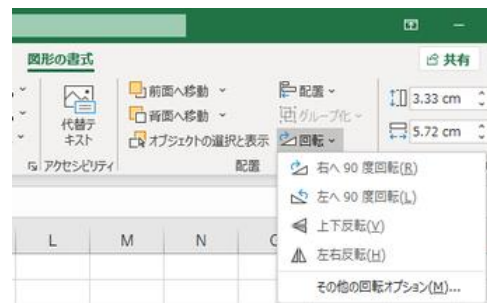 図形の書式
共有
代替テ
キスト
アクセシビリティ
前面へ移動
背面へ移動
オブジェクトの選択と表示
配置
グループ化
回転
配置
3.33 cm
5.72 cm
右へ 90 度回転(R)
左へ 90 度回転(L)
上下反転(V)
左右反転(H)
その他の回転オプション(M)...
L M N